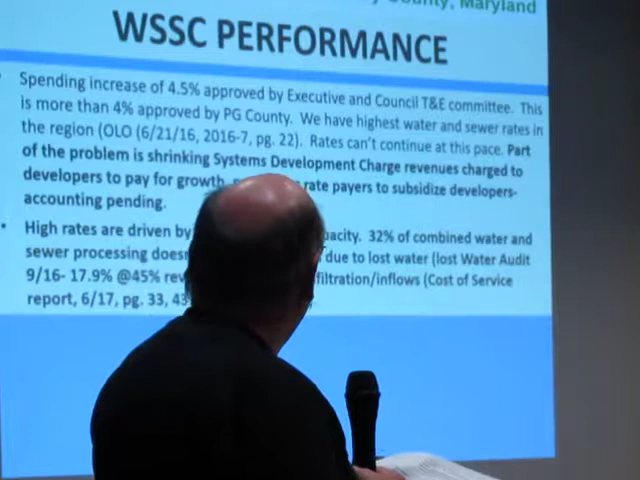 County, Maryland
WSSC PERFORMANCE
Spending increase of 4.5% approved by Executive and Council T&E committee. This
is more than 4% approved by PG County. We have highest water and sewer rates in
the region (OLO (6/21/16, 2016-7, pg. 22). Rates can't continue at this pace. Part
of the problem is shrinking Systems Development Charge revenues charged to
developers to pay for growth, rate payers to subsidize developers-
accounting pending.
• High rates are driven by 32% of combined water and
sewer processing due to lost water (lost Water Audit
9/16- 17.9% @45% (Cost of Service
report, 6/17, pg. 33, 43